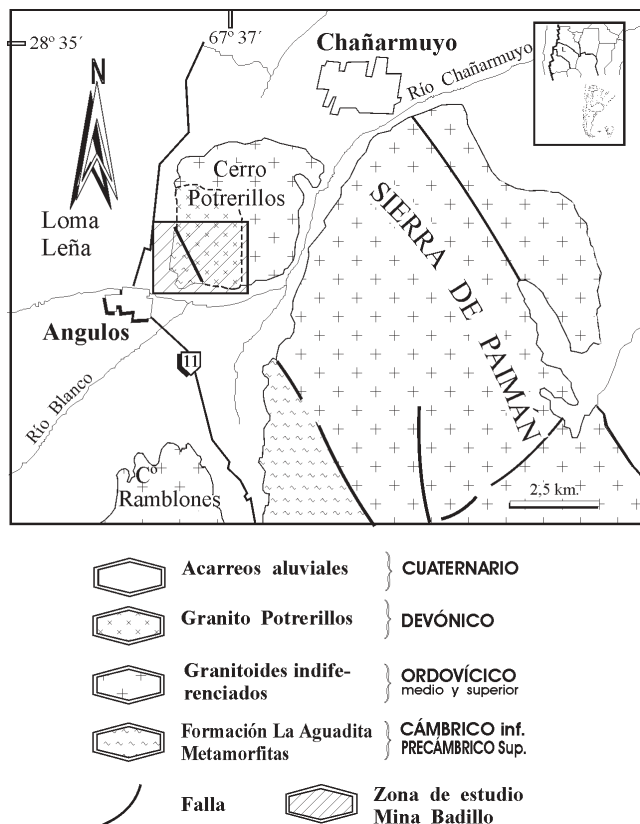 67º 37´
28º 35´
Chañarmuyo
Río Chañarmuyo
N
Cerro
Potrerillos
Loma
Leña
SIERRA DE PAIMÁN
Angulos
11
Río Blanco
Cº
Ramblones
2,5 km.
Acarreos aluviales
CUATERNARIO
Granito Potrerillos
DEVÓNICO
Granitoides indife-
renciados
ORDOVÍCICO
medio y superior
Formación La Aguadita
Metamorfitas
CÁMBRICO inf.
PRECÁMBRICO Sup.
Falla
Zona de estudio
Mina Badillo